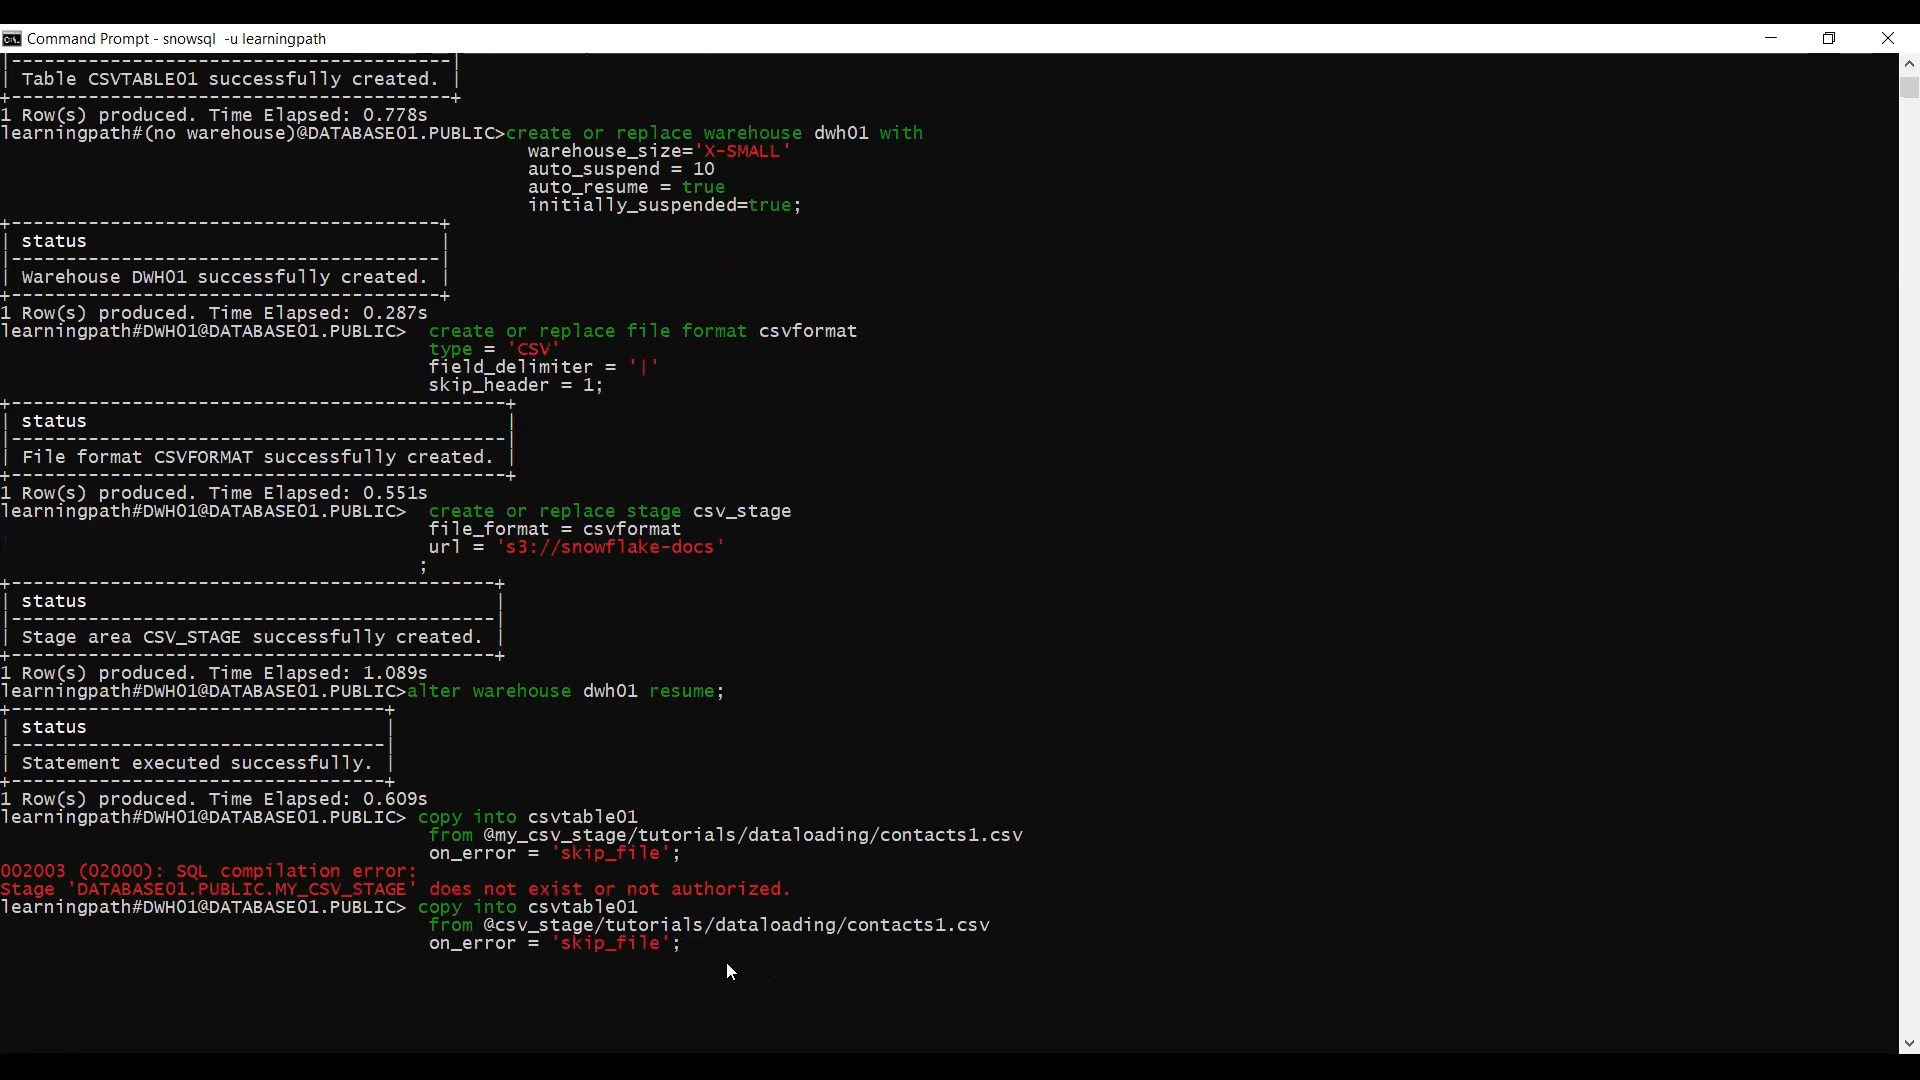 Command Prompt - snowsql  -u learningpath
|----------------------------------------|
| Table CSVTABLE01 successfully created. |
+----------------------------------------+
1 Row(s) produced. Time Elapsed: 0.778s
learningpath#(no warehouse)@DATABASE01.PUBLIC>create or replace warehouse dwh01 with
warehouse_size='X-SMALL'
auto_suspend = 10
auto_resume = true
initially_suspended=true;
+---------------------------------------+
| status                                |
|---------------------------------------|
| Warehouse DWH01 successfully created. |
+---------------------------------------+
1 Row(s) produced. Time Elapsed: 0.287s
learningpath#DWH01@DATABASE01.PUBLIC>  create or replace file format csvformat
type = 'CSV'
field_delimiter = '|'
skip_header = 1;
+---------------------------------------------+
| status                                      |
|---------------------------------------------|
| File format CSVFORMAT successfully created. |
+---------------------------------------------+
1 Row(s) produced. Time Elapsed: 0.551s
learningpath#DWH01@DATABASE01.PUBLIC>  create or replace stage csv_stage
file_format = csvformat
url = 's3://snowflake-docs'
;
+--------------------------------------------+
| status                                     |
|--------------------------------------------|
| Stage area CSV_STAGE successfully created. |
+--------------------------------------------+
1 Row(s) produced. Time Elapsed: 1.089s
learningpath#DWH01@DATABASE01.PUBLIC>alter warehouse dwh01 resume;
+----------------------------------+
| status                           |
|----------------------------------|
| Statement executed successfully. |
+----------------------------------+
1 Row(s) produced. Time Elapsed: 0.609s
learningpath#DWH01@DATABASE01.PUBLIC> copy into csvtable01
from @my_csv_stage/tutorials/dataloading/contacts1.csv
on_error = 'skip_file';
002003 (02000): SQL compilation error:
Stage 'DATABASE01.PUBLIC.MY_CSV_STAGE' does not exist or not authorized.
learningpath#DWH01@DATABASE01.PUBLIC> copy into csvtable01
from @csv_stage/tutorials/dataloading/contacts1.csv
on_error = 'skip_file';